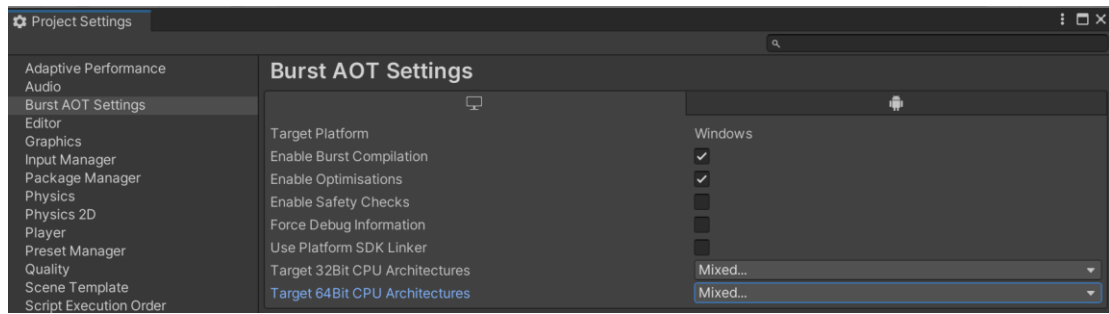 Project Settings
Adaptive Performance
Audio
Burst AOT Settings
Editor
Graphics
Input Manager
Package Manager
Physics
Physics 2D
Player
Preset Manager
Quality
Scene Template
Script Execution Order
Burst AOT Settings
Target Platform Windows
Enable Burst Compilation
Enable Optimisations
Enable Safety Checks
Force Debug Information
Use Platform SDK Linker
Target 32Bit CPU Architectures Mixed...
Target 64Bit CPU Architectures Mixed...